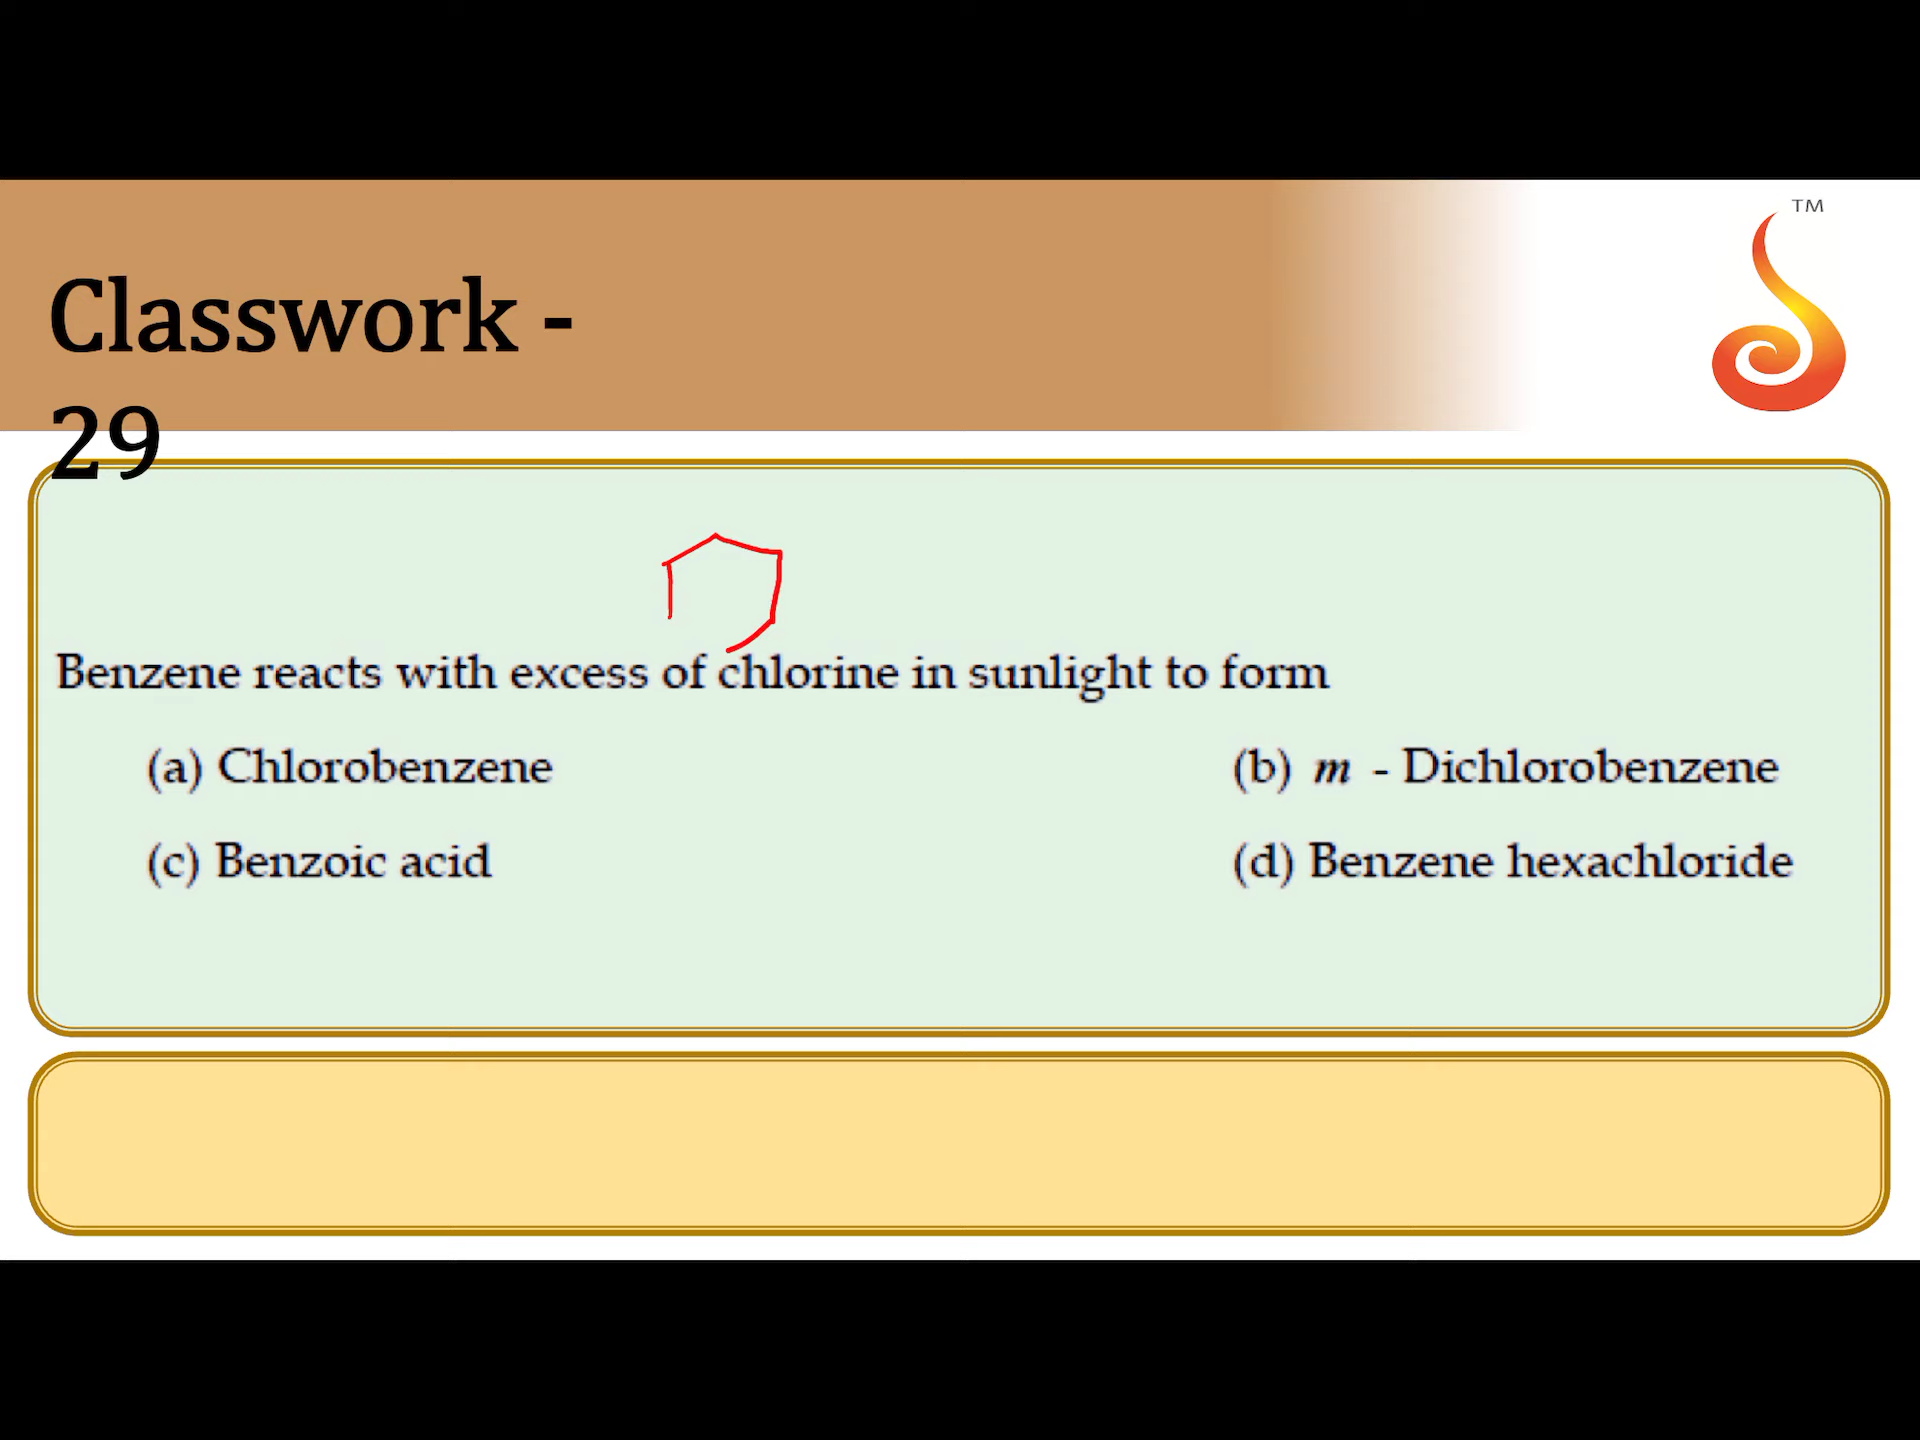 TM
Classwork -
29
Benzene reacts with excess of chlorine in sunlight to form
(a) Chlorobenzene (b) m - Dichlorobenzene
(c) Benzoic acid (d) Benzene hexachloride